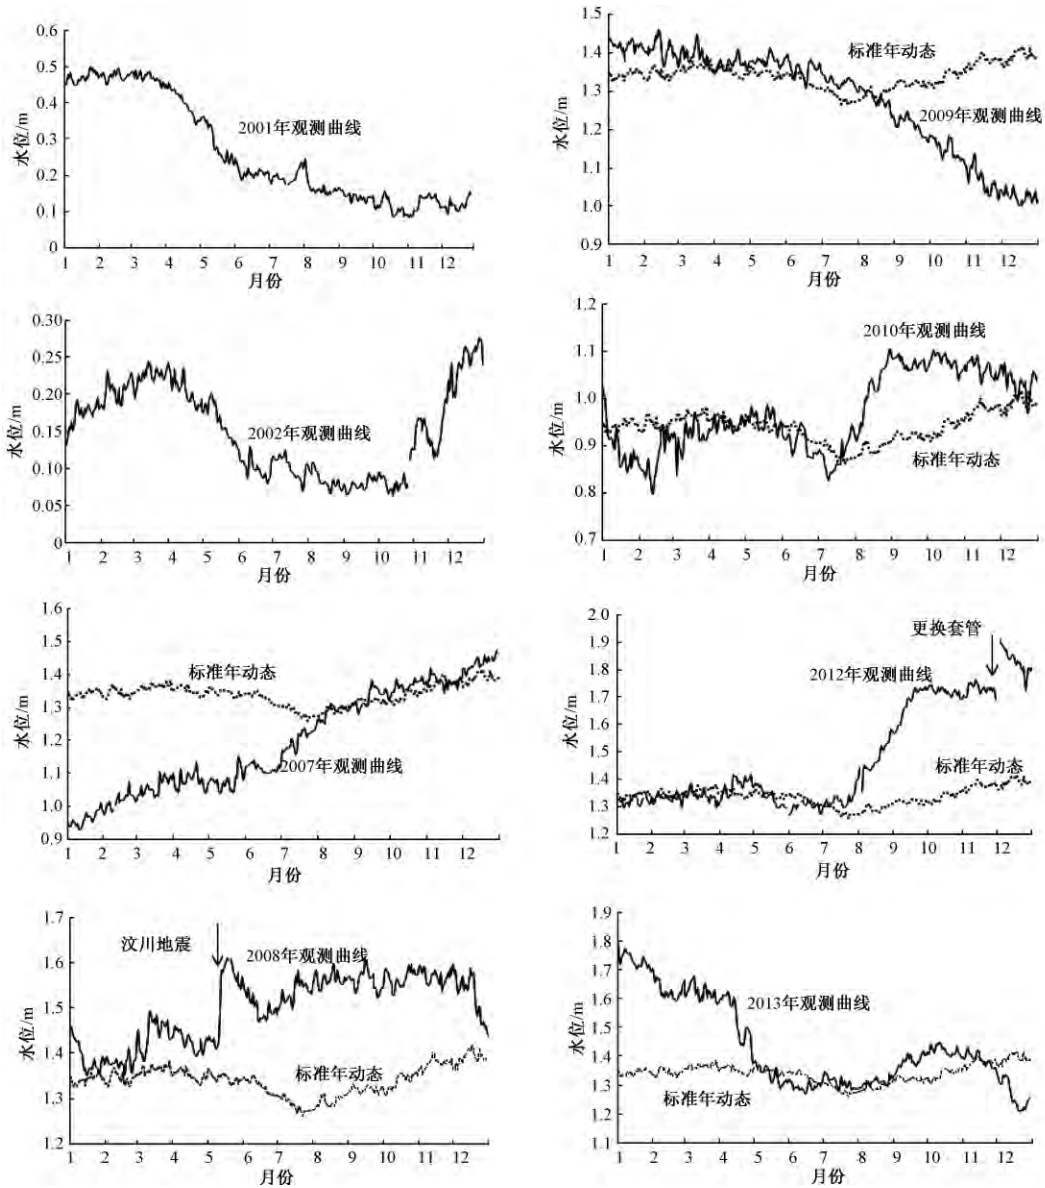 0.6
0.5
0.4
0.3
0.2
0.1
0
水位/m
2001年观测曲线
1 2 3 4 5 6 7 8 9 10 11 12
月份
1.5
1.4
1.3
1.2
1.1
1.0
0.9
水位/m
标准年动态
2009年观测曲线
1 2 3 4 5 6 7 8 9 10 11 12
月份
0.30
0.25
0.20
0.15
0.10
0.05
0
水位/m
2002年观测曲线
1 2 3 4 5 6 7 8 9 10 11 12
月份
1.2
1.1
1.0
0.9
0.8
0.7
水位/m
2010年观测曲线
标准年动态
1 2 3 4 5 6 7 8 9 10 11 12
月份
1.6
1.5
1.4
1.3
1.2
1.1
1.0
0.9
水位/m
标准年动态
2007年观测曲线
1 2 3 4 5 6 7 8 9 10 11 12
月份
2.0
1.9
1.8
1.7
1.6
1.5
1.4
1.3
1.2
水位/m
更换套管
2012年观测曲线
标准年动态
1 2 3 4 5 6 7 8 9 10 11 12
月份
1.7
1.6
1.5
1.4
1.3
1.2
水位/m
汶川地震
2008年观测曲线
标准年动态
1 2 3 4 5 6 7 8 9 10 11 12
月份
1.9
1.8
1.7
1.6
1.5
1.4
1.3
1.2
1.1
水位/m
2013年观测曲线
标准年动态
1 2 3 4 5 6 7 8 9 10 11 12
月份